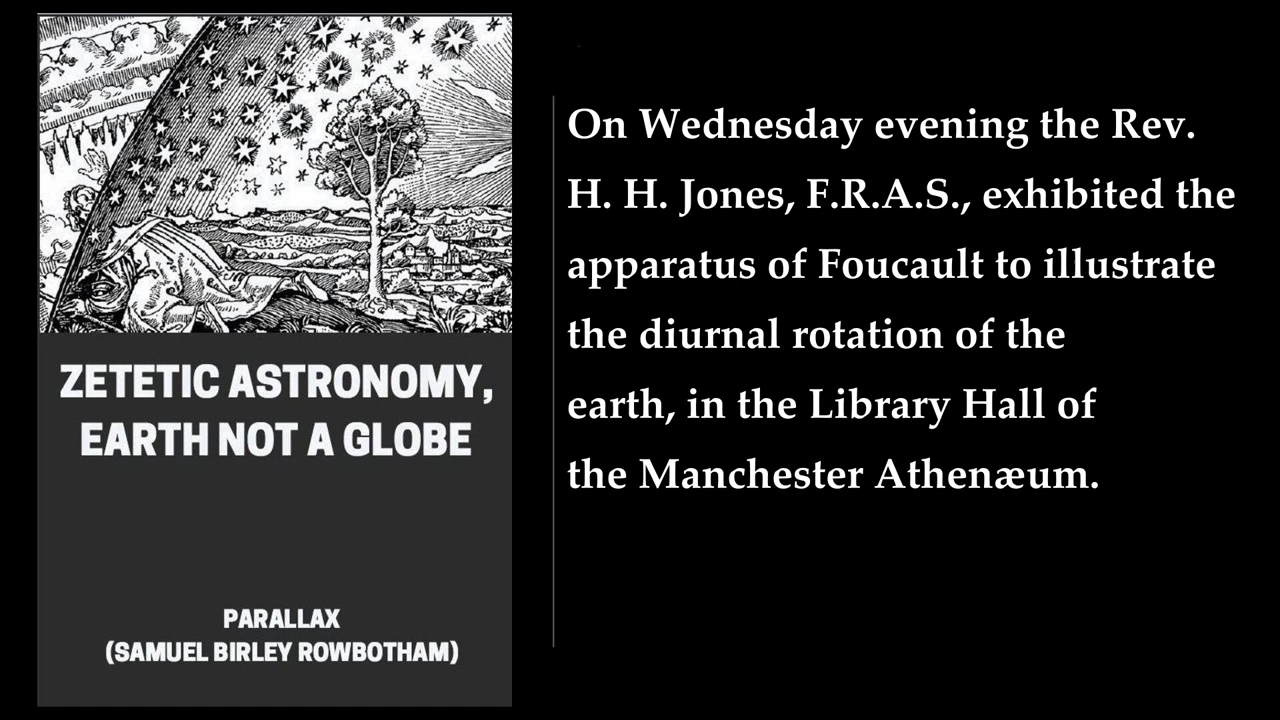 ZETETIC ASTRONOMY,
EARTH NOT A GLOBE
PARALLAX
(SAMUEL BIRLEY ROWBOTHAM)
On Wednesday evening the Rev.
H. H. Jones, F.R.A.S., exhibited the
apparatus of Foucault to illustrate
the diurnal rotation of the
earth, in the Library Hall of
the Manchester Athenæum.